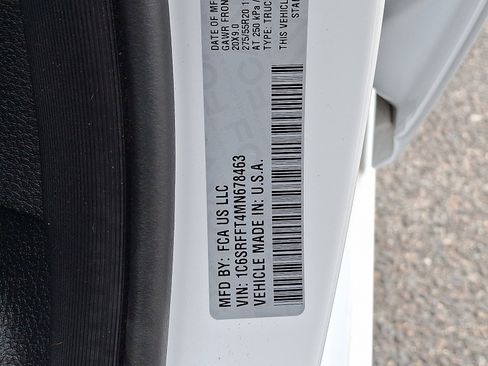 MFD BY: FCA US LLC
VIN: 1C6SRFFT4MN678463
VEHICLE MADE IN: U.S.A.
DATE OF MF
GAWR FRON
20X9.0
275/55R20 1
AT 250 kPa /
TYPE: TRUC
THIS VEHICLE
STA